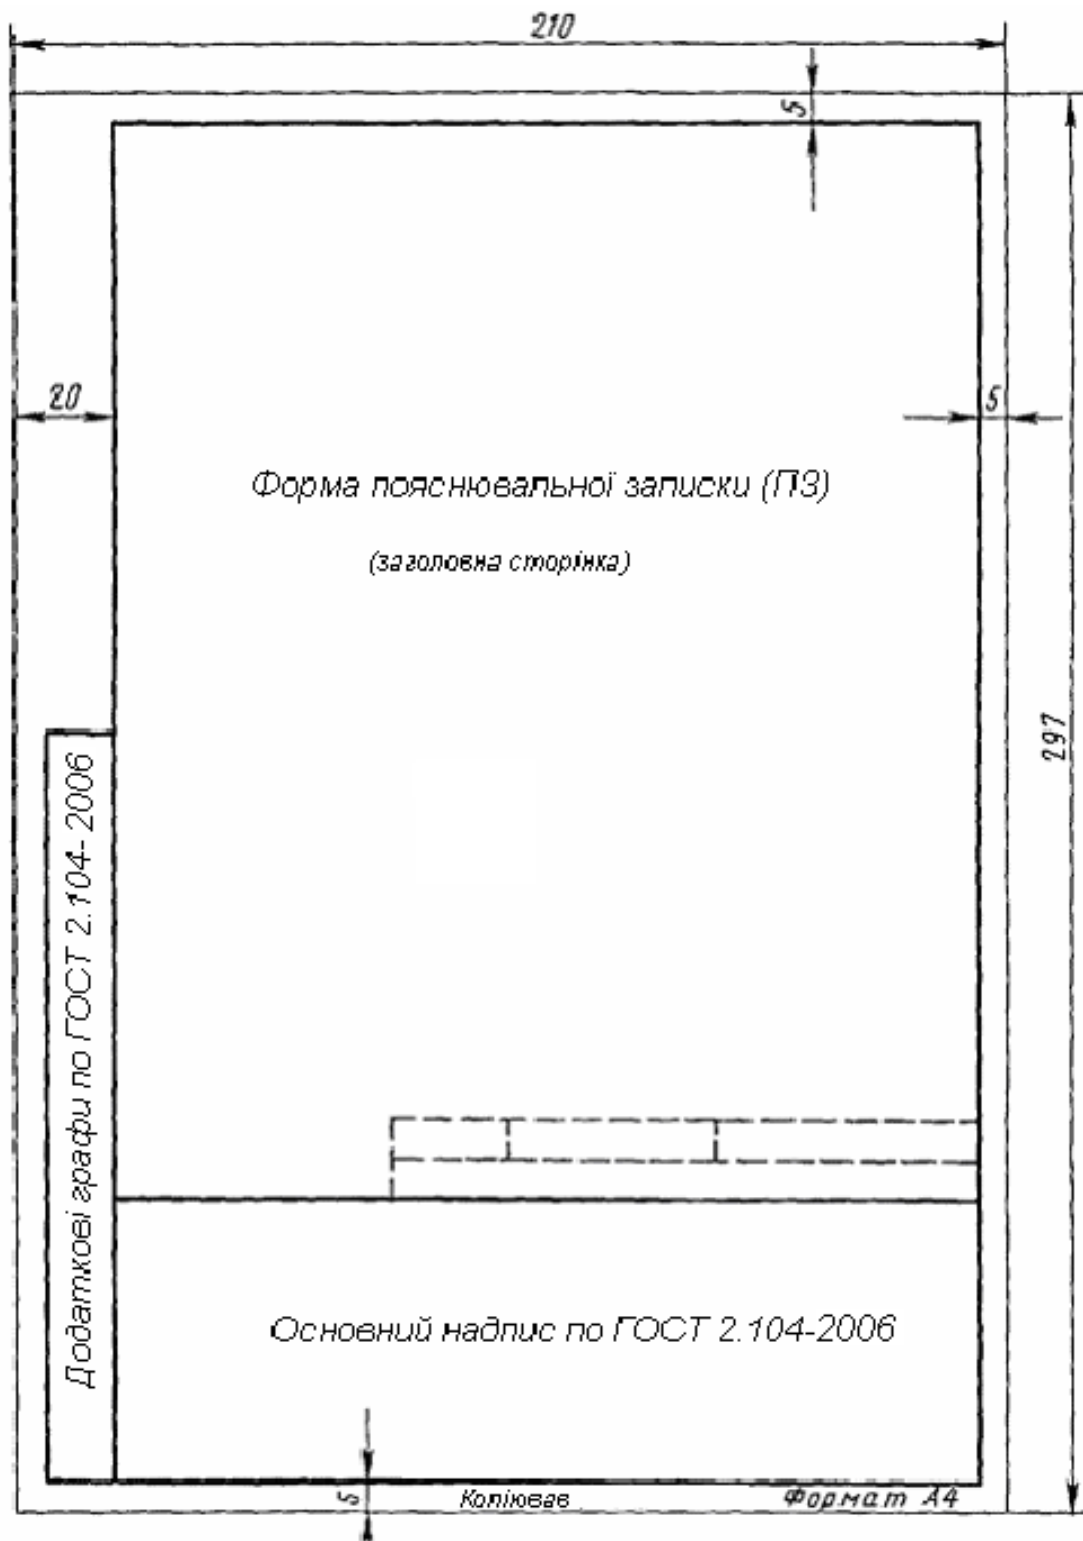 210
5
20
5
Форма пояснювальної записки (ПЗ)
(заголовна сторінка)
297
Додаткові графи по ГОСТ 2.104- 2006
Основний надпис по ГОСТ 2.104-2006
5
Копіював
Формат А4